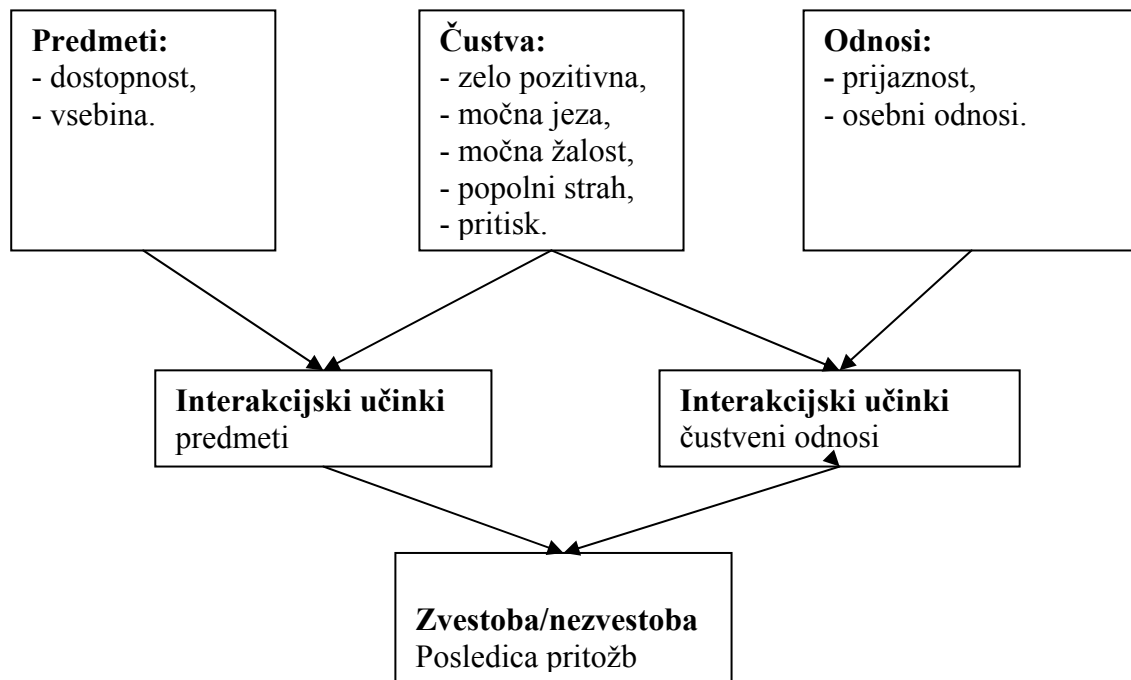 Predmeti:
- dostopnost,
- vsebina.
Čustva:
- zelo pozitivna,
- močna jeza,
- močna žalost,
- popolni strah,
- pritisk.
Odnosi:
- prijaznost,
- osebni odnosi.
Interakcijski učinki
predmeti
Interakcijski učinki
čustveni odnosi
Zvestoba/nezvestoba
Posledica pritožb